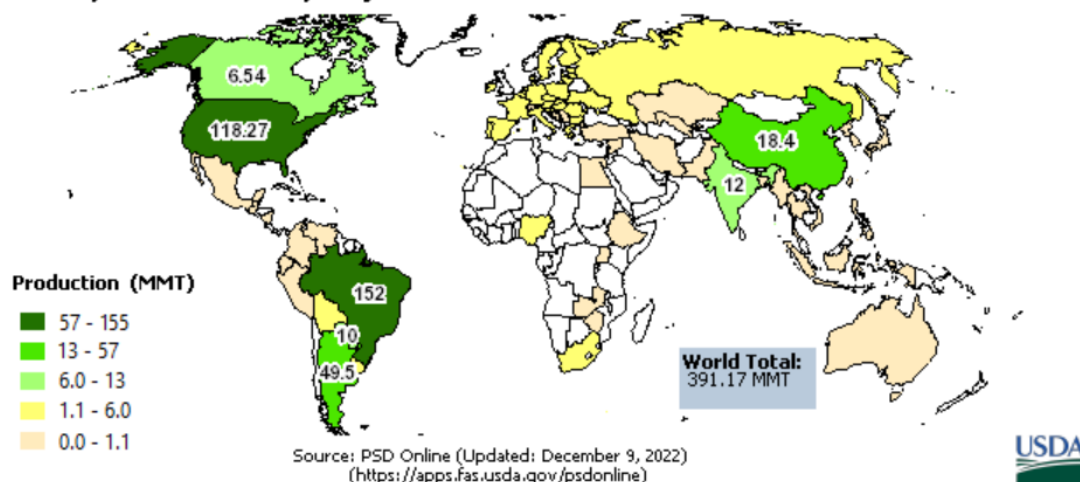 6.54
118.27
18.4
12
152
10
49.5
Production (MMT)
57 - 155
13 - 57
6.0 - 13
1.1 - 6.0
0.0 - 1.1
World Total:
391.17 MMT
Source: PSD Online (Updated: December 9, 2022)
(https://apps.fas.usda.gov/psdonline)
USDA